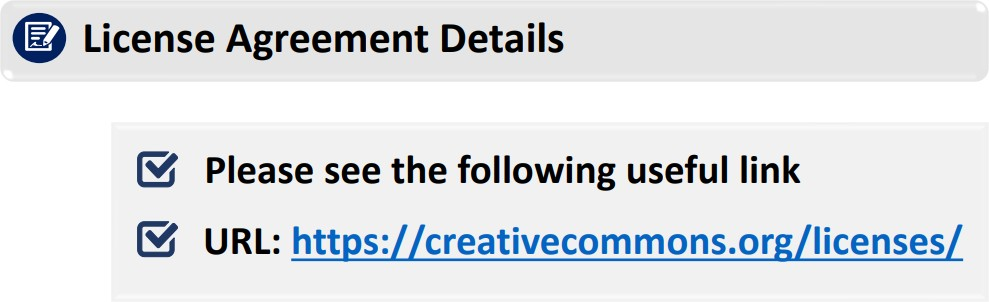 License Agreement Details
Please see the following useful link
URL: https://creativecommons.org/licenses/